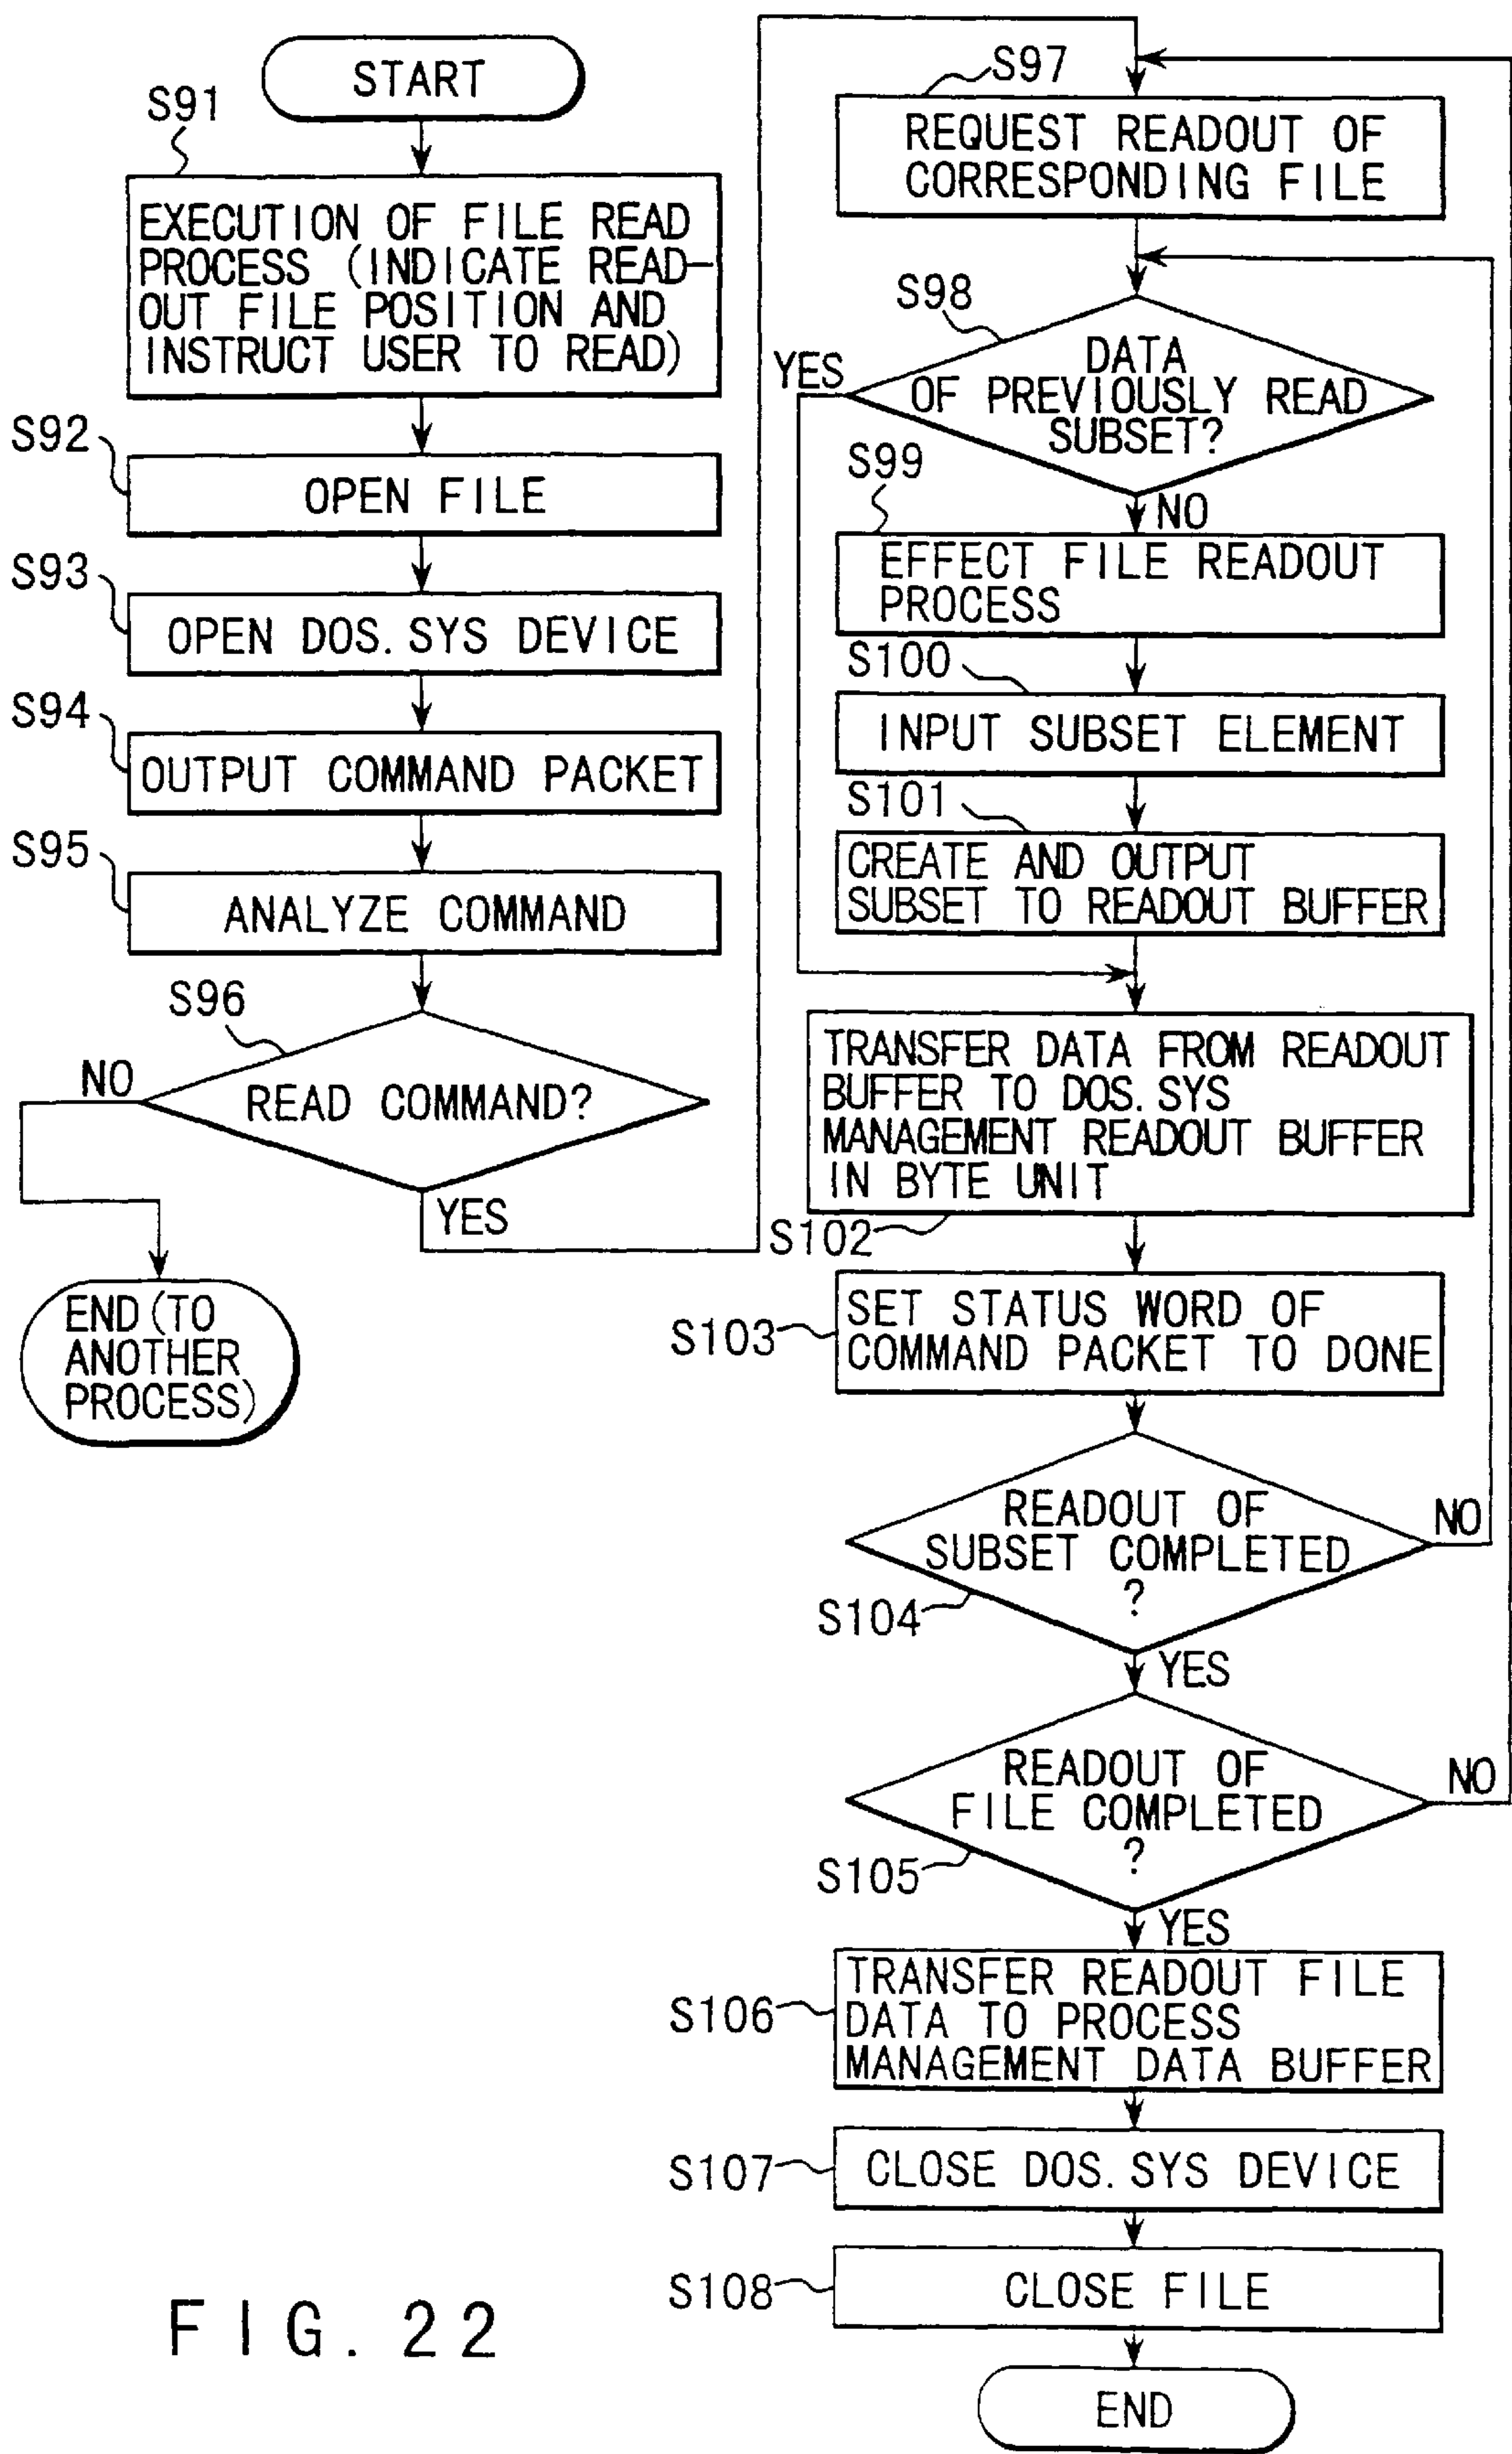 START
S91
EXECUTION OF FILE READ
PROCESS (INDICATE READ-
OUT FILE POSITION AND
INSTRUCT USER TO READ)
S92
OPEN FILE
S93
OPEN DOS.SYS DEVICE
S94
OUTPUT COMMAND PACKET
S95
ANALYZE COMMAND
S96
READ COMMAND?
NO
YES
END (TO
ANOTHER
PROCESS)
S97
REQUEST READOUT OF
CORRESPONDING FILE
S98
DATA
OF PREVIOUSLY READ
SUBSET?
YES
NO
S99
EFFECT FILE READOUT
PROCESS
S100
INPUT SUBSET ELEMENT
S101
CREATE AND OUTPUT
SUBSET TO READOUT BUFFER
TRANSFER DATA FROM READOUT
BUFFER TO DOS.SYS
MANAGEMENT READOUT BUFFER
IN BYTE UNIT
S102
S103
SET STATUS WORD OF
COMMAND PACKET TO DONE
READOUT OF
SUBSET COMPLETED
?
NO
S104
YES
READOUT OF
FILE COMPLETED
?
NO
S105
YES
S106
TRANSFER READOUT FILE
DATA TO PROCESS
MANAGEMENT DATA BUFFER
S107
CLOSE DOS.SYS DEVICE
S108
CLOSE FILE
END
FIG. 22